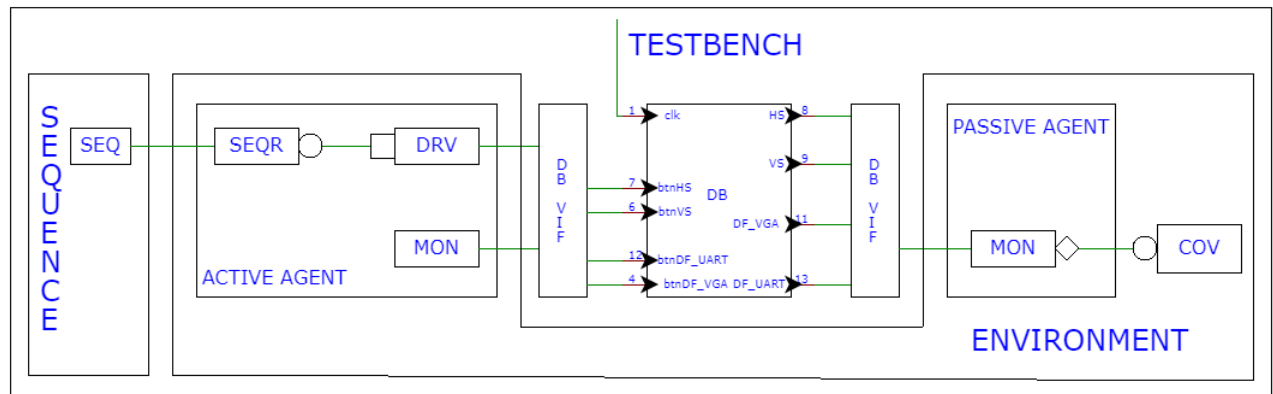 TESTBENCH
SEQUENCE
SEQ
SEQR
DRV
MON
ACTIVE AGENT
DB VIF
1 clk
7 btnHS
6 btnVS
12 btnDF_UART
4 btnDF_VGA
DB
HS 8
VS 9
DF_VGA 11
DF_UART 13
DB VIF
PASSIVE AGENT
MON
COV
ENVIRONMENT